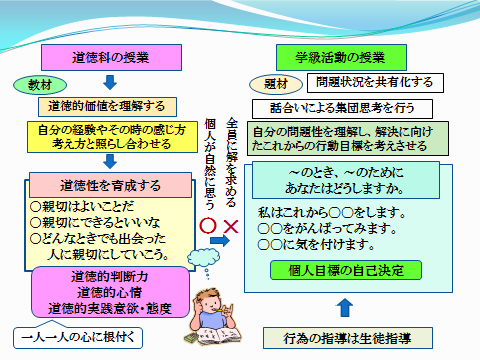 道徳科の授業
教材
道徳的価値を理解する
自分の経験やその時の感じ方
考え方と照らし合わせる
道徳性を育成する
○親切はよいことだ
○親切にできるといいな
○どんなときでも出会った
人に親切にしていこう。
道徳的判断力
道徳的心情
道徳的実践意欲・態度
一人一人の心に根付く
全員に解を求める
個人が自然に思う
○ ×
学級活動の授業
題材
問題状況を共有化する
話合いによる集団思考を行う
自分の問題性を理解し、解決に向け
たこれからの行動目標を考えさせる
～のとき、～のために
あなたはどうしますか。
私はこれから○○をします。
○○をがんばってみます。
○○に気を付けます。
個人目標の自己決定
行為の指導は生徒指導